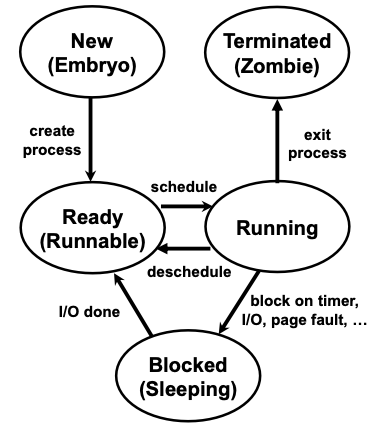 New
(Embryo)
Terminated
(Zombie)
create
process
exit
process
schedule
Ready
(Runnable)
Running
deschedule
I/O done
block on timer,
I/O, page fault, …
Blocked
(Sleeping)